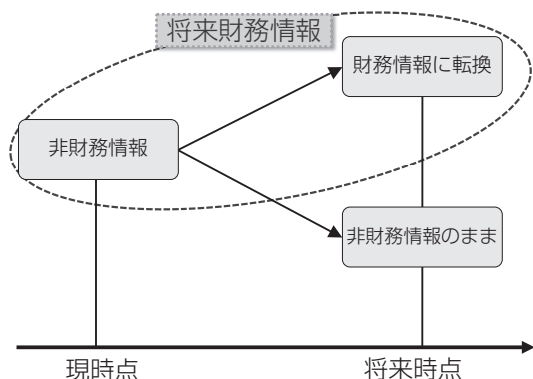 将来財務情報
財務情報に転換
非財務情報
非財務情報のまま
現時点
将来時点